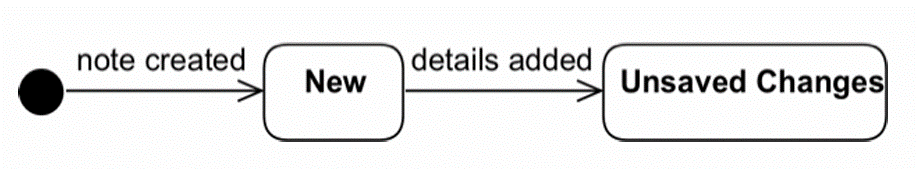 note created
New
details added
Unsaved Changes